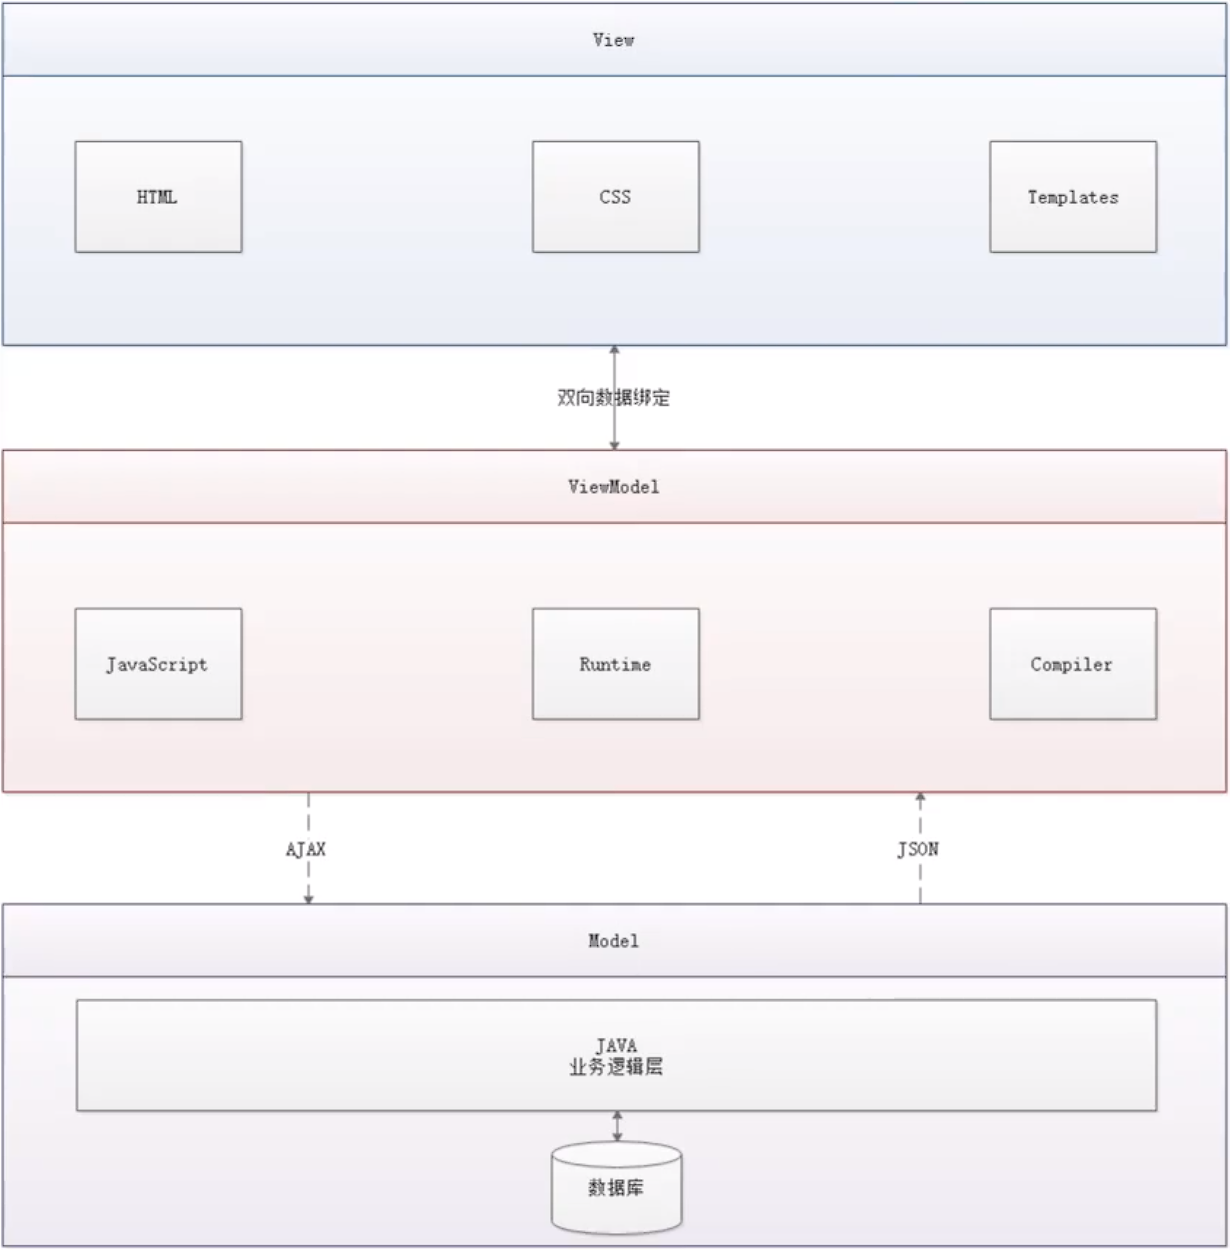 View
HTML
CSS
Templates
双向数据绑定
ViewModel
JavaScript
Runtime
Compiler
AJAX
JSON
Model
JAVA
业务逻辑层
数据库